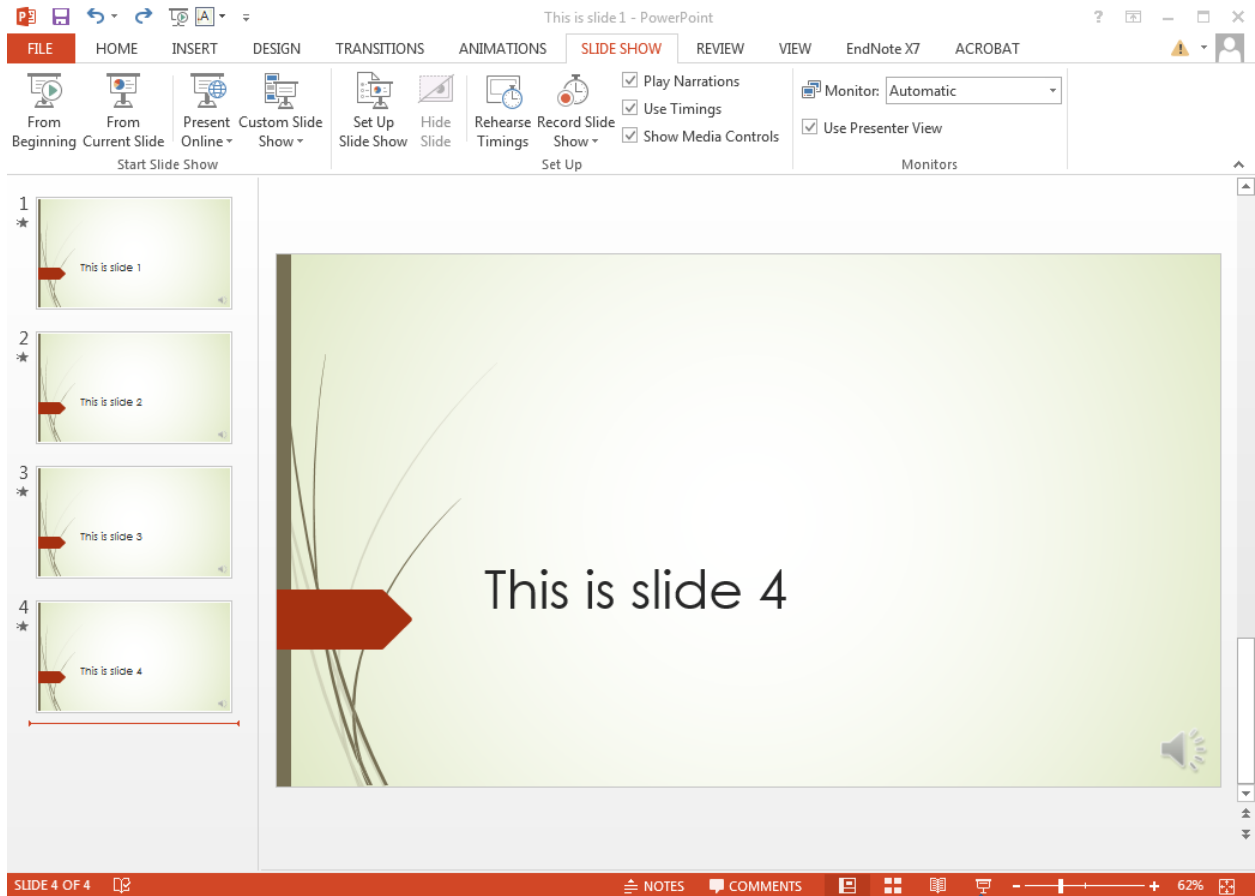 This is slide 1 - PowerPoint
FILE HOME INSERT DESIGN TRANSITIONS ANIMATIONS SLIDE SHOW REVIEW VIEW EndNote X7 ACROBAT
From Beginning
From Current Slide
Present Online
Custom Slide Show
Set Up Slide Show
Hide Slide
Rehearse Timings
Record Slide Show
Play Narrations
Use Timings
Show Media Controls
Monitor: Automatic
Use Presenter View
Start Slide Show
Set Up
Monitors
1
This is slide 1
2
This is slide 2
3
This is slide 3
4
This is slide 4
This is slide 4
SLIDE 4 OF 4
NOTES
COMMENTS
62%